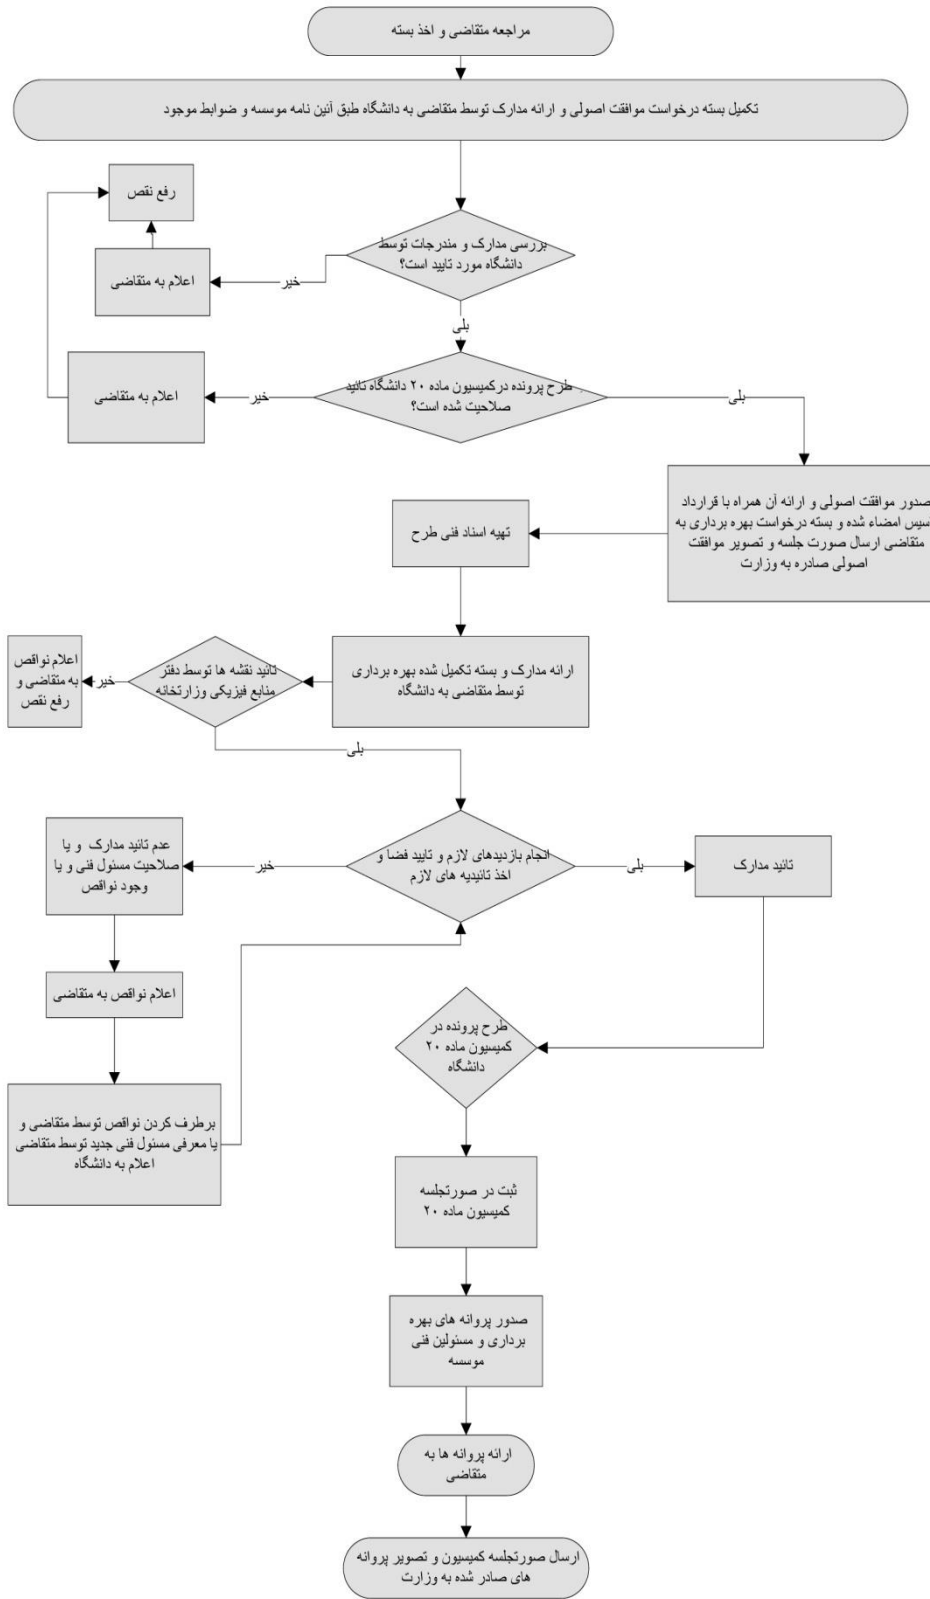 مراجعه متقاضی و اخذ بسته
تکمیل بسته درخواست موافقت اصولی و ارائه مدارک توسط متقاضی به دانشگاه طبق آئین نامه موسسه و ضوابط موجود
رفع نقص
بررسی مدارک و مندرجات توسط
دانشگاه مورد تایید است؟
خیر
اعلام به متقاضی
بلی
طرح پرونده درکمیسیون ماده ۲۰ دانشگاه تائید
صلاحیت شده است؟
خیر
اعلام به متقاضی
بلی
صدور موافقت اصولی و ارائه آن همراه با قرارداد
سیس امضاء شده و بسته درخواست بهره برداری به
متقاضی ارسال صورت جلسه و تصویر موافقت
اصولی صادره به وزارت
تهیه اسناد فنی طرح
ارائه مدارک و بسته تکمیل شده بهره برداری
توسط متقاضی به دانشگاه
تائید نقشه ها توسط دفتر
منابع فیزیکی وزارتخانه
خیر
اعلام نواقص
به متقاضی و
رفع نقص
بلی
انجام بازدیدهای لازم و تایید فضا و
اخذ تائیدیه های لازم
بلی
تائید مدارک
خیر
عدم تائید مدارک و یا
صلاحیت مسئول فنی و یا
وجود نواقص
اعلام نواقص به متقاضی
برطرف کردن نواقص توسط متقاضی و
یا معرفی مسئول فنی جدید توسط متقاضی
اعلام به دانشگاه
طرح پرونده در
کمیسیون ماده ۲۰
دانشگاه
ثبت در صورتجلسه
کمیسیون ماده ۲۰
صدور پروانه های بهره
برداری و مسئولین فنی
موسسه
ارائه پروانه ها به
متقاضی
ارسال صورتجلسه کمیسیون و تصویر پروانه
های صادر شده به وزارت